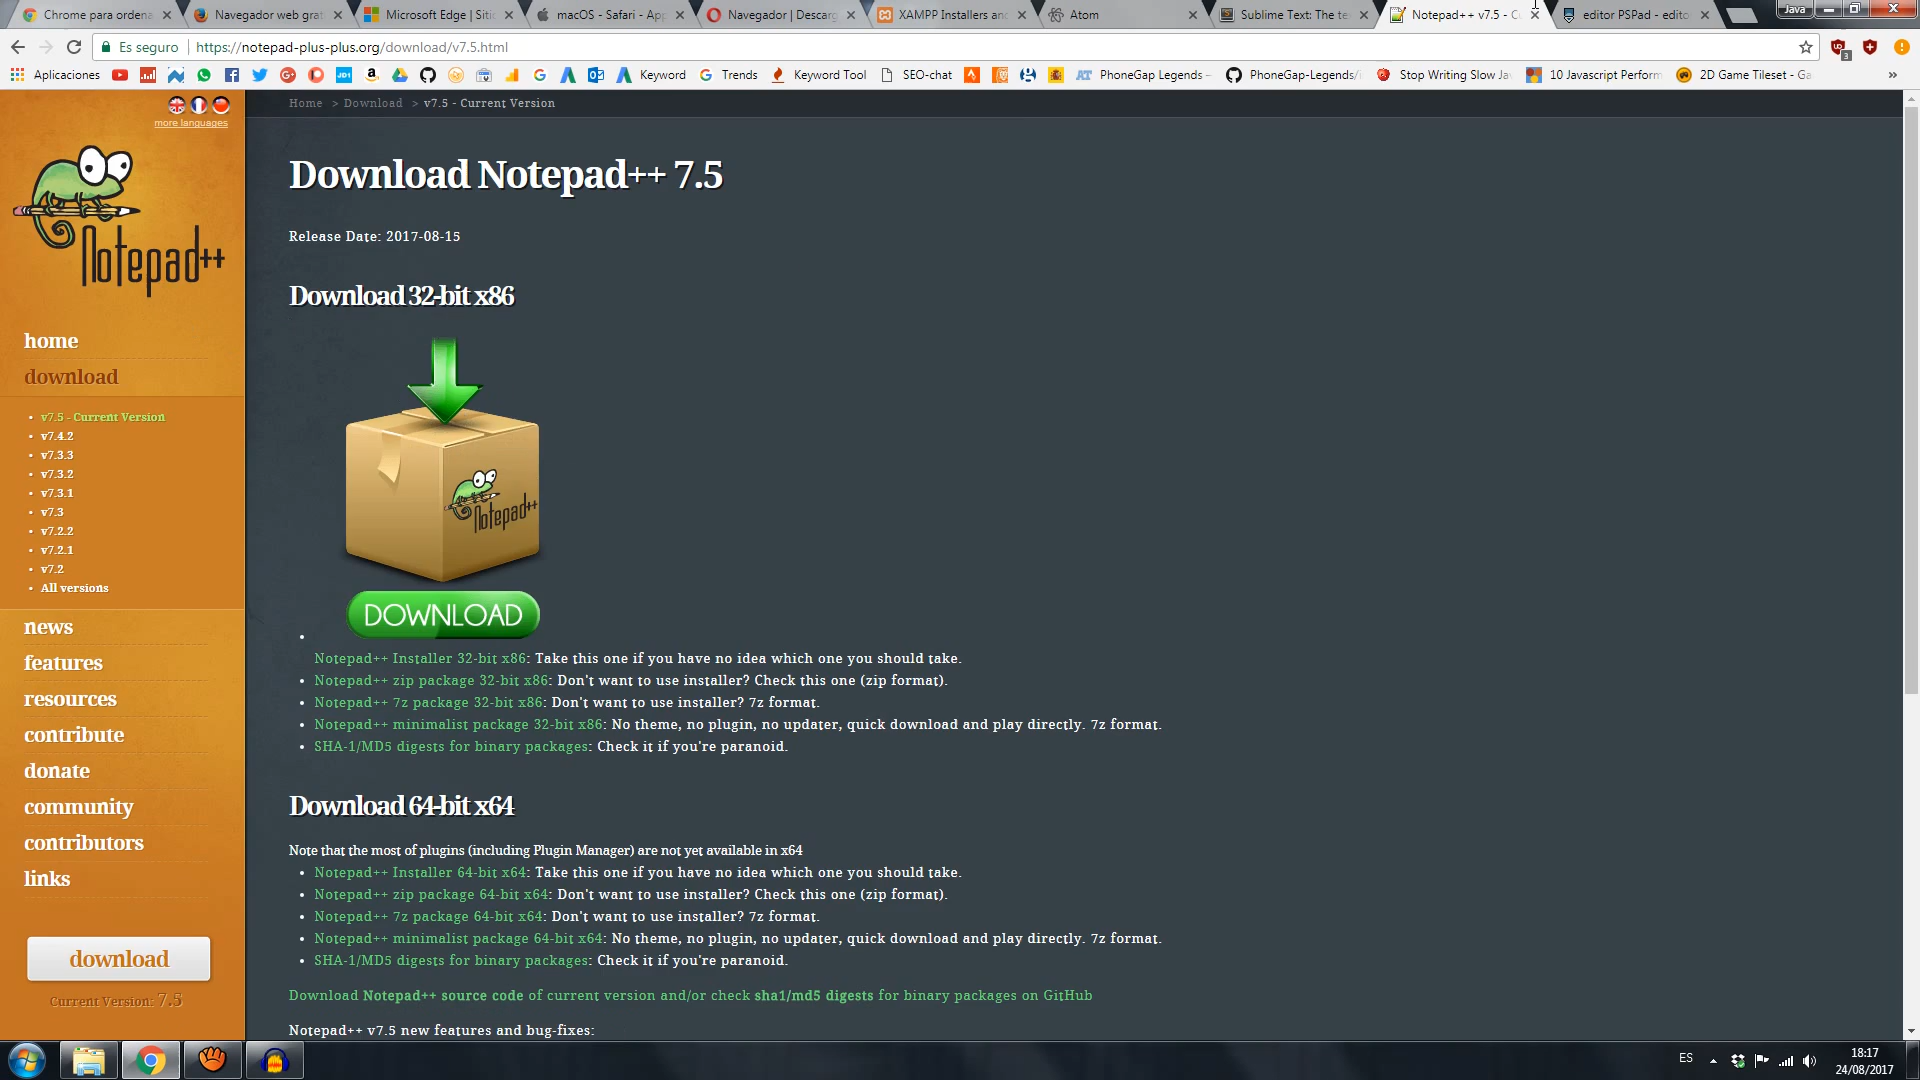 Chrome para ordena
Navegador web grat
Microsoft Edge | Siti
macOS - Safari - App
Navegador | Descarg
XAMPP Installers and
Atom
Sublime Text: The te
Notepad++ v7.5 - Cu
editor PSPad - edito
Java
Es seguro
https://notepad-plus-plus.org/download/v7.5.html
Aplicaciones
Keyword
Trends
Keyword Tool
SEO-chat
PhoneGap Legends –
PhoneGap-Legends/
Stop Writing Slow Ja
10 Javascript Perform
2D Game Tileset - Ga
»
more languages
Notepad++
home
download
v7.5 - Current Version
v7.4.2
v7.3.3
v7.3.2
v7.3.1
v7.3
v7.2.2
v7.2.1
v7.2
All versions
news
features
resources
contribute
donate
community
contributors
links
download
Current Version: 7.5
Home > Download > v7.5 - Current Version
Download Notepad++ 7.5
Release Date: 2017-08-15
Download 32-bit x86
Notepad++
DOWNLOAD
Notepad++ Installer 32-bit x86: Take this one if you have no idea which one you should take.
Notepad++ zip package 32-bit x86: Don't want to use installer? Check this one (zip format).
Notepad++ 7z package 32-bit x86: Don't want to use installer? 7z format.
Notepad++ minimalist package 32-bit x86: No theme, no plugin, no updater, quick download and play directly. 7z format.
SHA-1/MD5 digests for binary packages: Check it if you're paranoid.
Download 64-bit x64
Note that the most of plugins (including Plugin Manager) are not yet available in x64
Notepad++ Installer 64-bit x64: Take this one if you have no idea which one you should take.
Notepad++ zip package 64-bit x64: Don't want to use installer? Check this one (zip format).
Notepad++ 7z package 64-bit x64: Don't want to use installer? 7z format.
Notepad++ minimalist package 64-bit x64: No theme, no plugin, no updater, quick download and play directly. 7z format.
SHA-1/MD5 digests for binary packages: Check it if you're paranoid.
Download Notepad++ source code of current version and/or check sha1/md5 digests for binary packages on GitHub
Notepad++ v7.5 new features and bug-fixes:
ES
18:17
24/08/2017